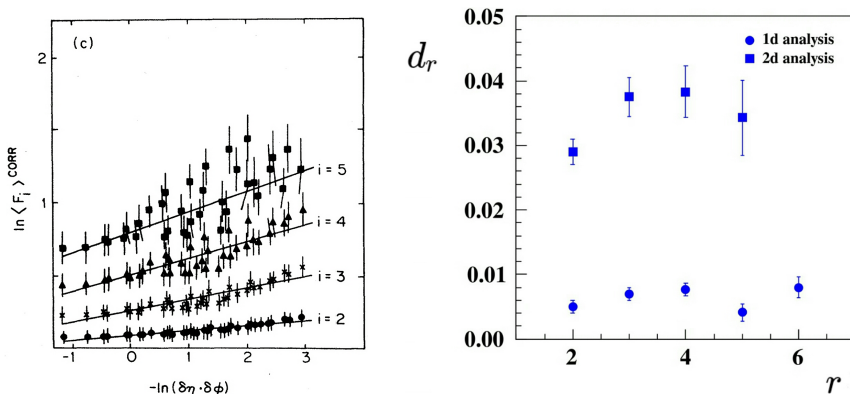 (c)
2
1
ln ⟨F_i⟩^CORR
i = 5
i = 4
i = 3
i = 2
-1 0 1 2 3
-ln(δη·δϕ)
d_r
0.05
0.04
0.03
0.02
0.01
0.00
1d analysis
2d analysis
2 4 6
r